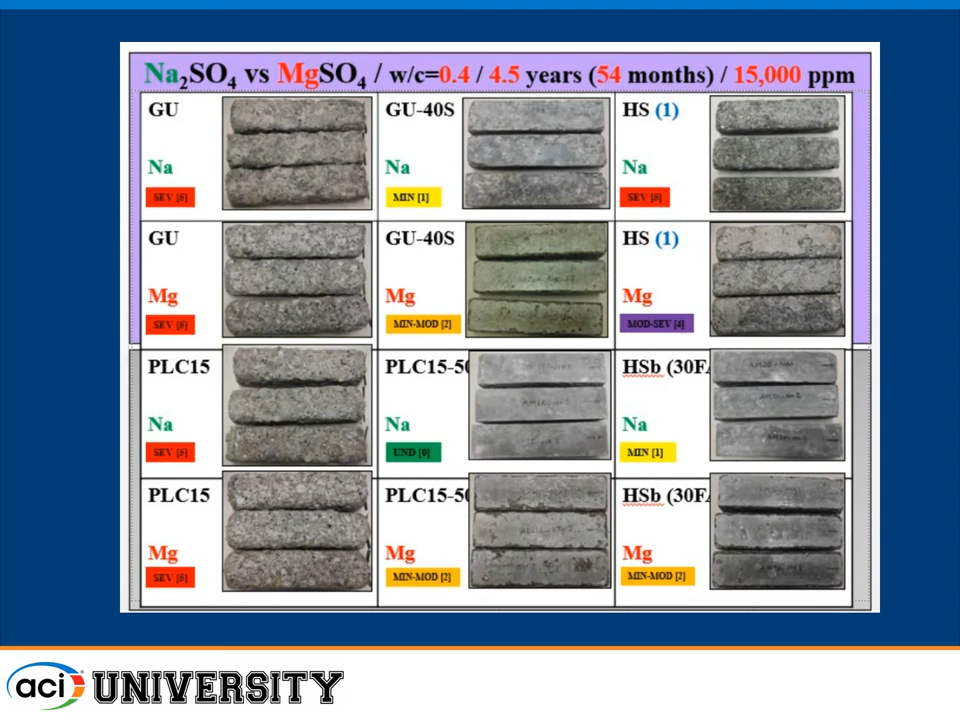 Na₂SO₄ vs MgSO₄ / w/c=0.4 / 4.5 years (54 months) / 15,000 ppm
GU
Na
SEV [5]
GU-40S
Na
MIN [1]
HS (1)
Na
SEV [5]
GU
Mg
SEV [5]
GU-40S
Mg
MIN-MOD [2]
HS (1)
Mg
MOD-SEV [4]
PLC15
Na
SEV [5]
PLC15-50
Na
UND [0]
HSb (30FA
Na
MIN [1]
PLC15
Mg
SEV [5]
PLC15-50
Mg
MIN-MOD [2]
HSb (30FA
Mg
MIN-MOD [2]
aci UNIVERSITY